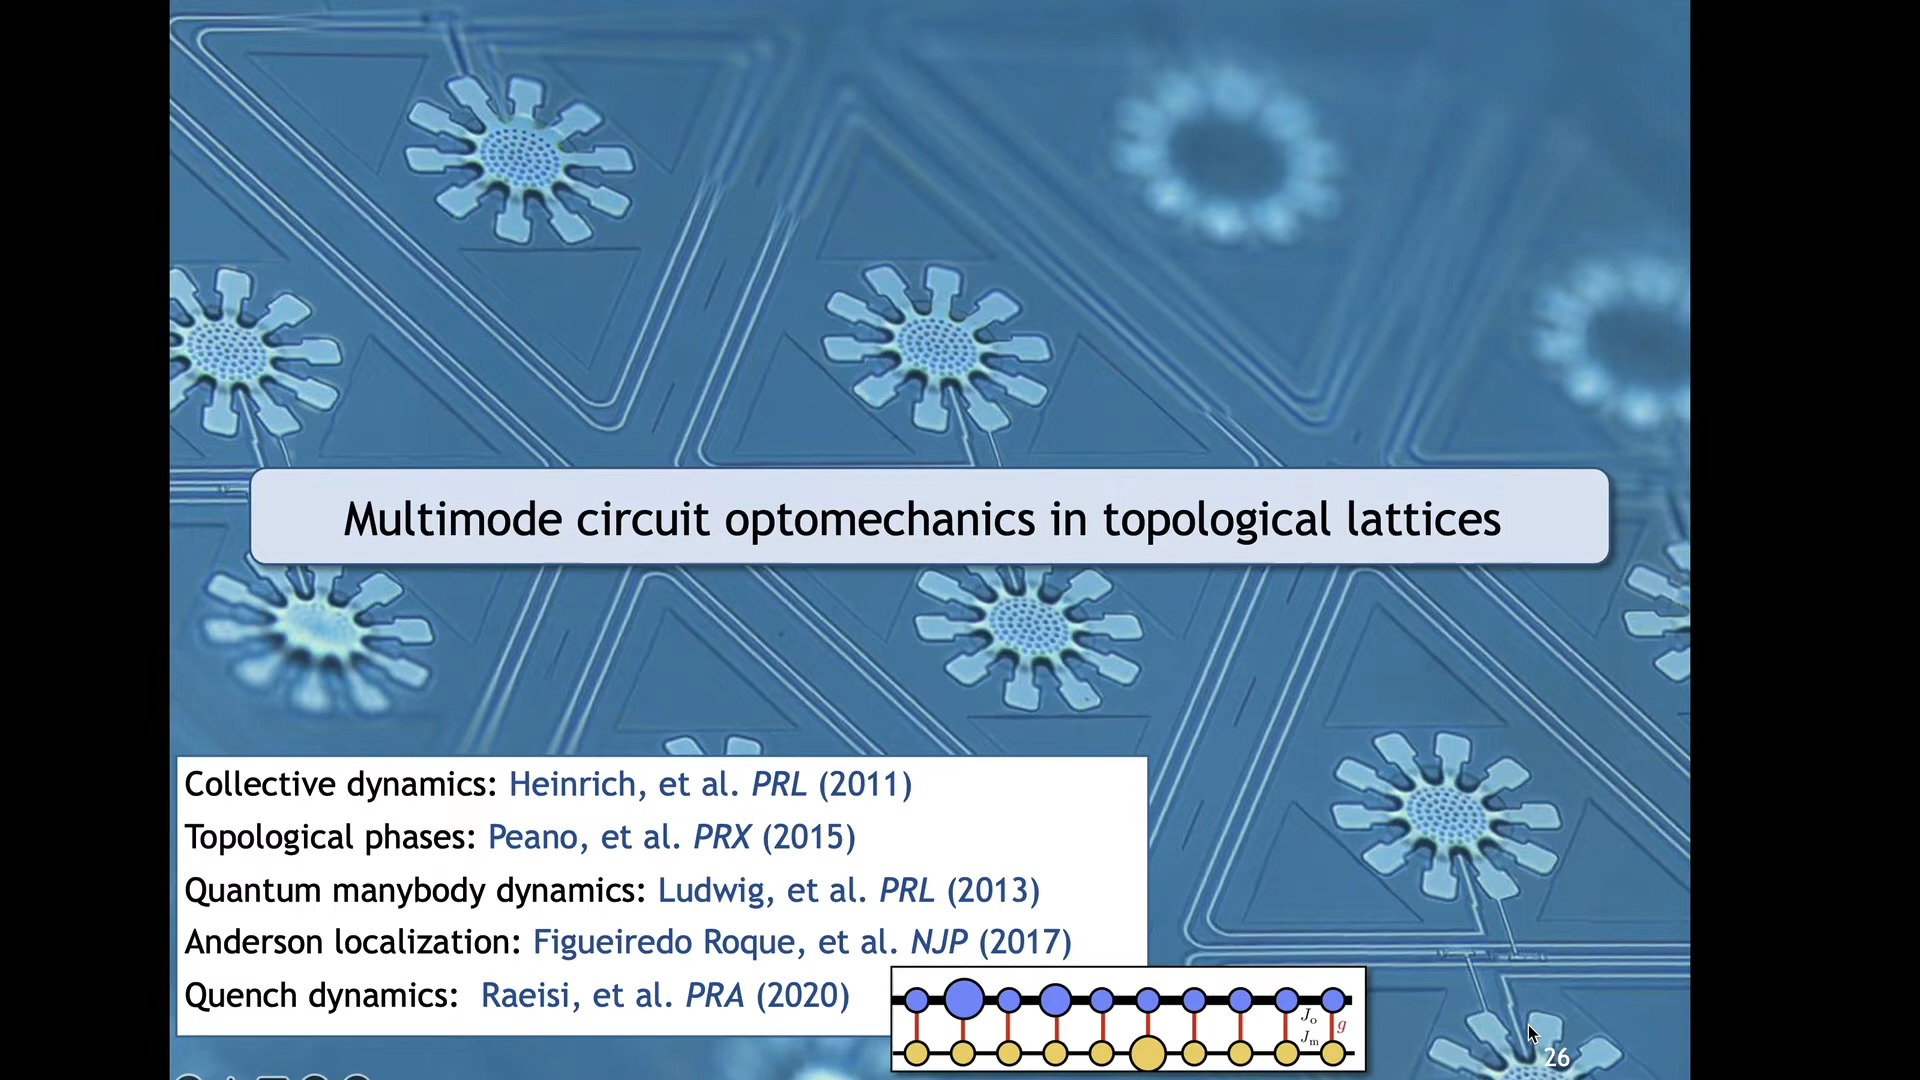 Multimode circuit optomechanics in topological lattices
Collective dynamics: Heinrich, et al. PRL (2011)
Topological phases: Peano, et al. PRX (2015)
Quantum manybody dynamics: Ludwig, et al. PRL (2013)
Anderson localization: Figueiredo Roque, et al. NJP (2017)
Quench dynamics: Raeisi, et al. PRA (2020)
Jo
g
Jm
26